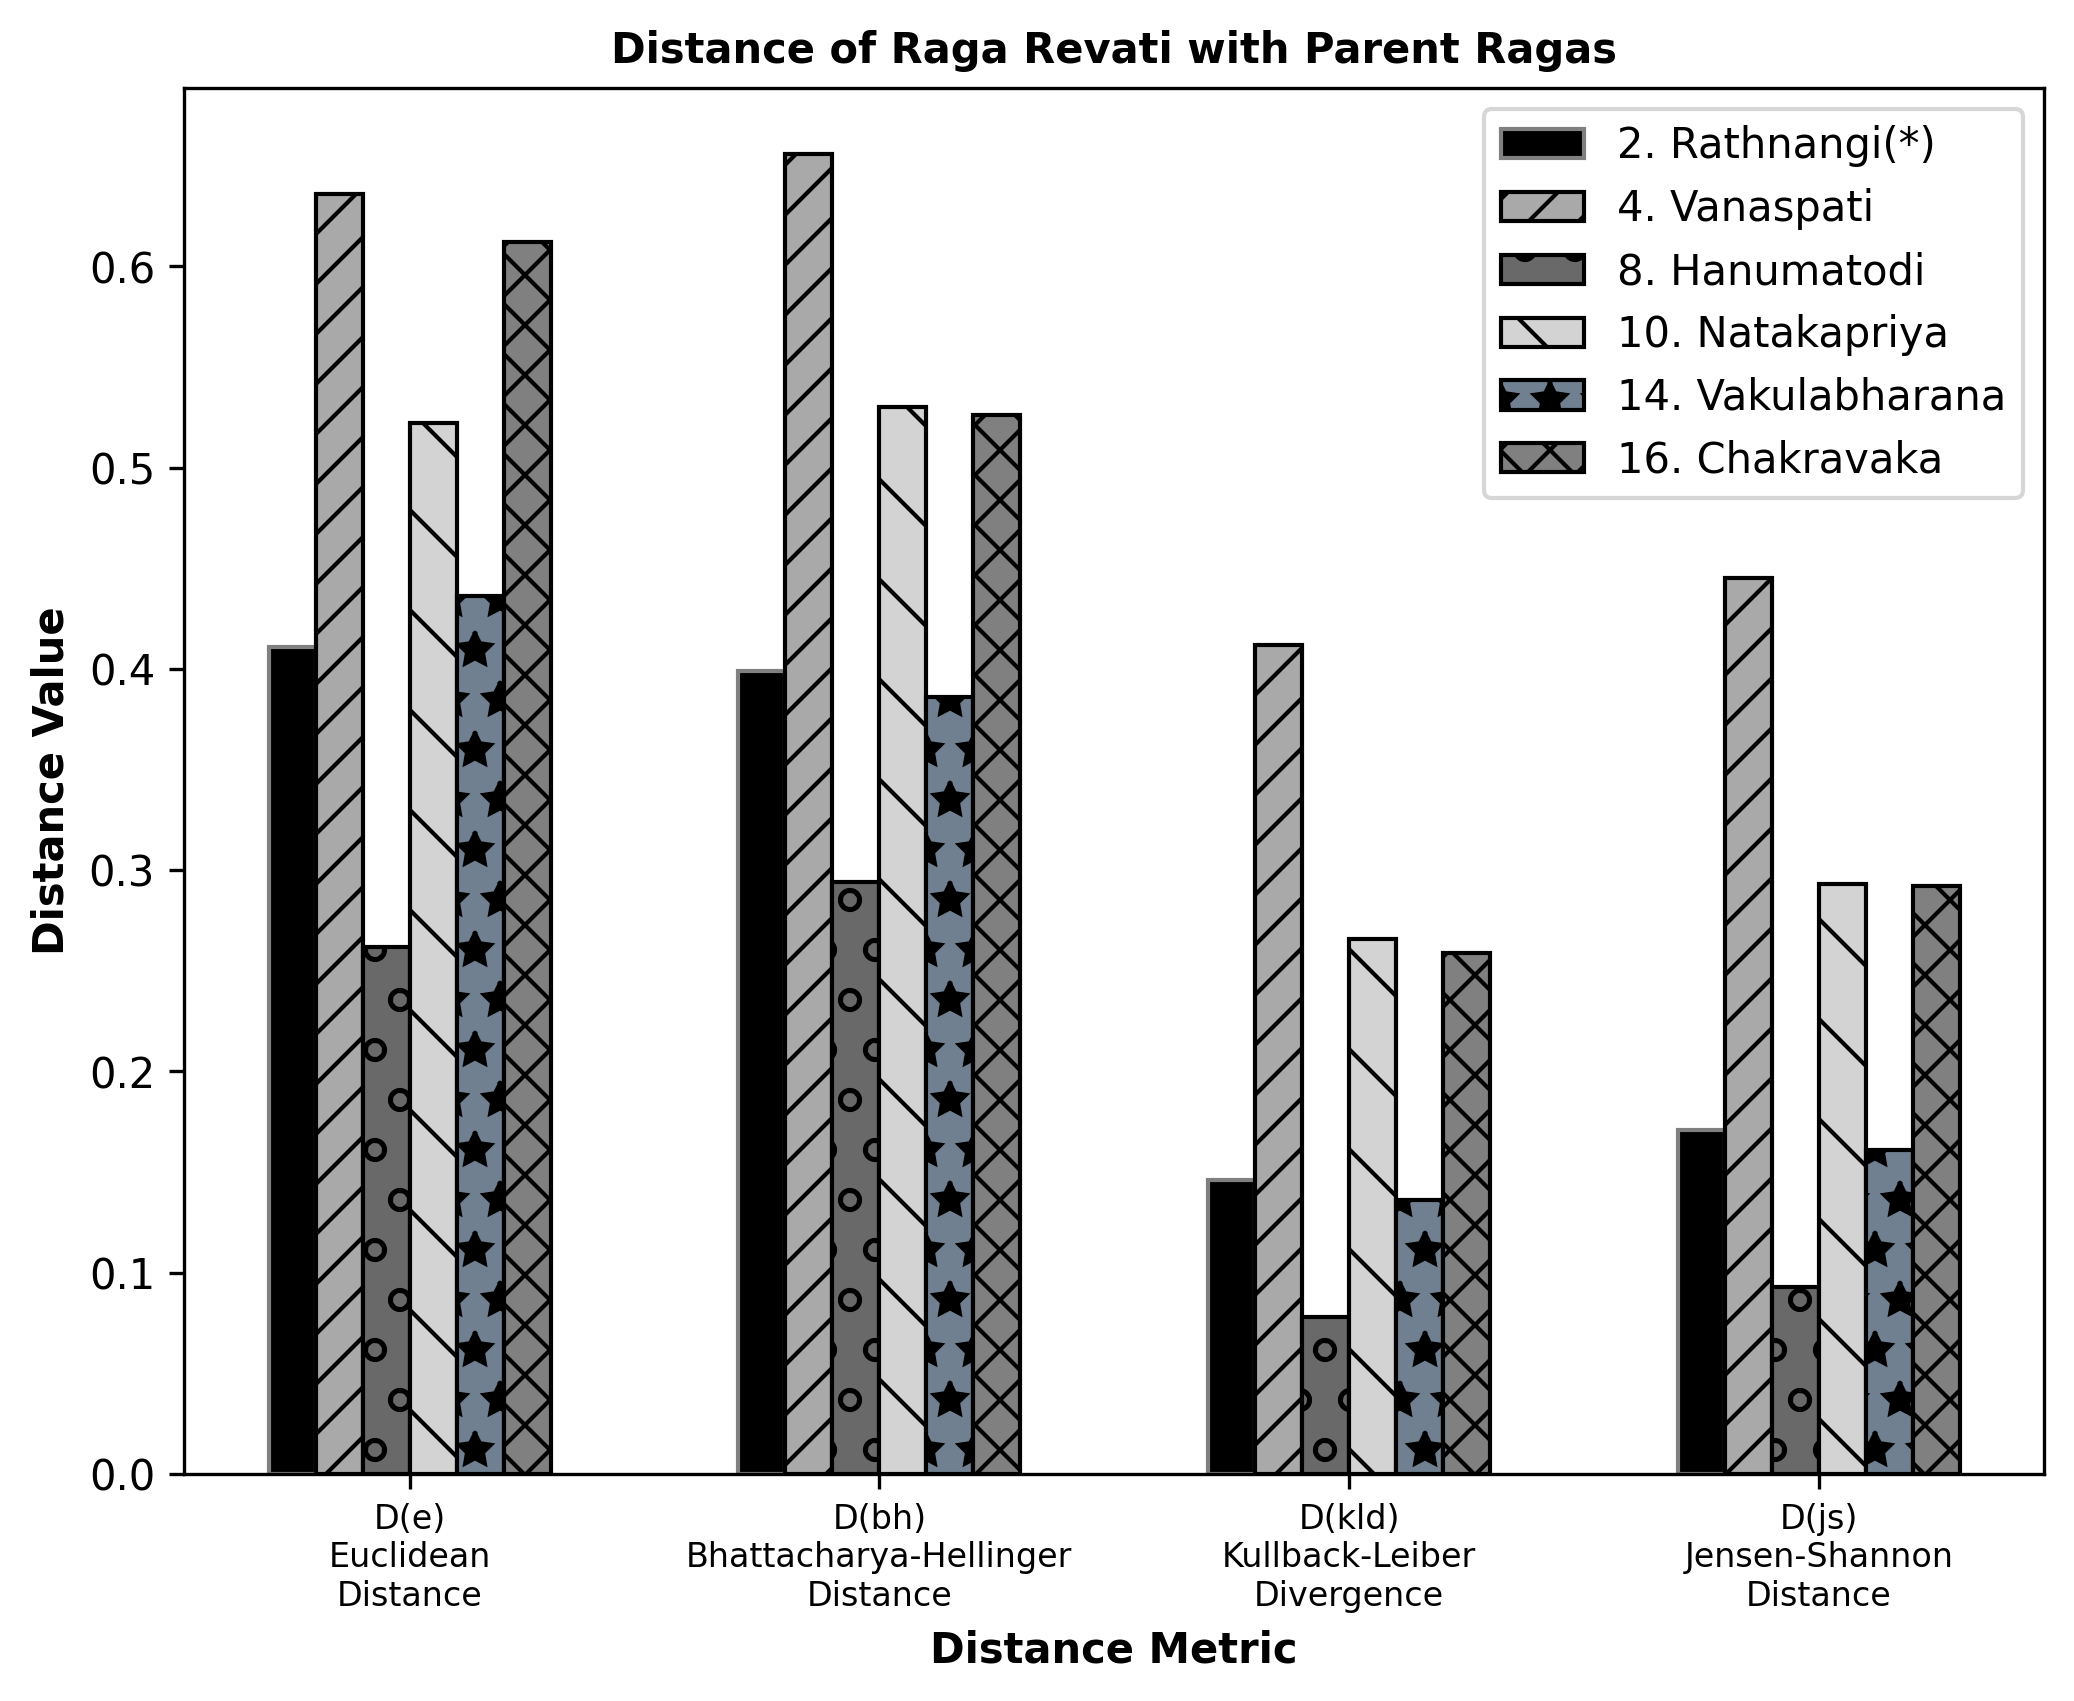 Distance of Raga Revati with Parent Ragas
2. Rathnangi(*)
4. Vanaspati
8. Hanumatodi
10. Natakapriya
14. Vakulabharana
16. Chakravaka
Distance Value
0.6
0.5
0.4
0.3
0.2
0.1
0.0
D(e)
Euclidean
Distance
D(bh)
Bhattacharya-Hellinger
Distance
D(kld)
Kullback-Leiber
Divergence
D(js)
Jensen-Shannon
Distance
Distance Metric